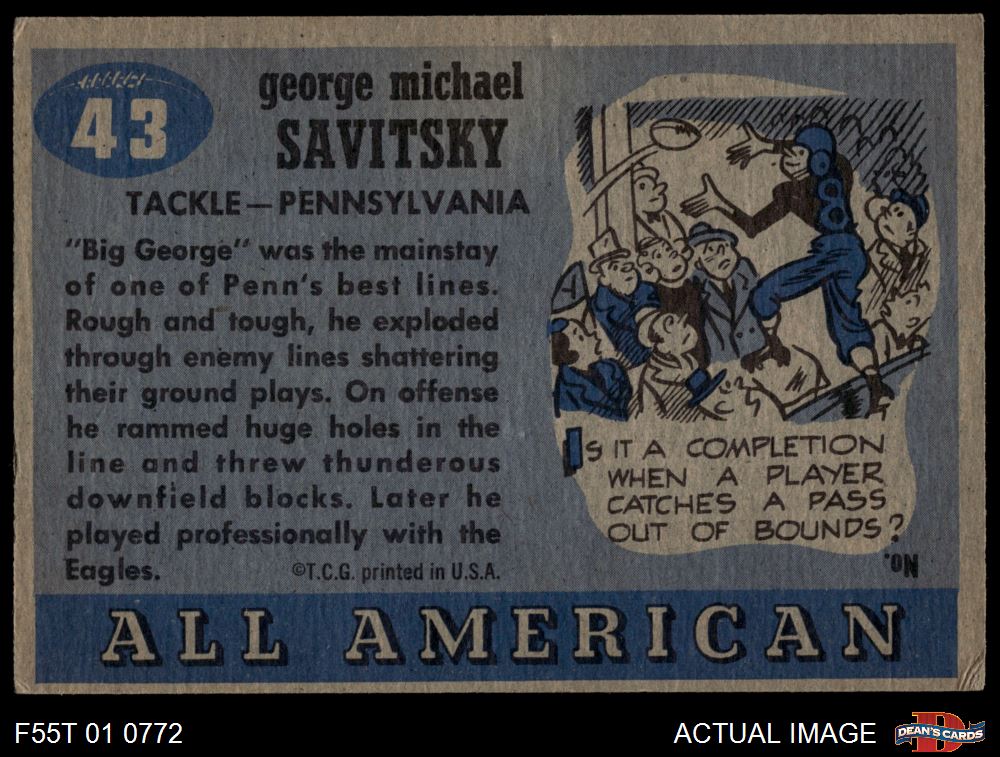 43
george michael
SAVITSKY
TACKLE—PENNSYLVANIA
"Big George" was the mainstay
of one of Penn's best lines.
Rough and tough, he exploded
through enemy lines shattering
their ground plays. On offense
he rammed huge holes in the
line and threw thunderous
downfield blocks. Later he
played professionally with the
Eagles.
©T.C.G. printed in U.S.A.
IS IT A COMPLETION
WHEN A PLAYER
CATCHES A PASS
OUT OF BOUNDS?
No.
ALL AMERICAN
F55T 01 0772
ACTUAL IMAGE
D
DEAN'S CARDS